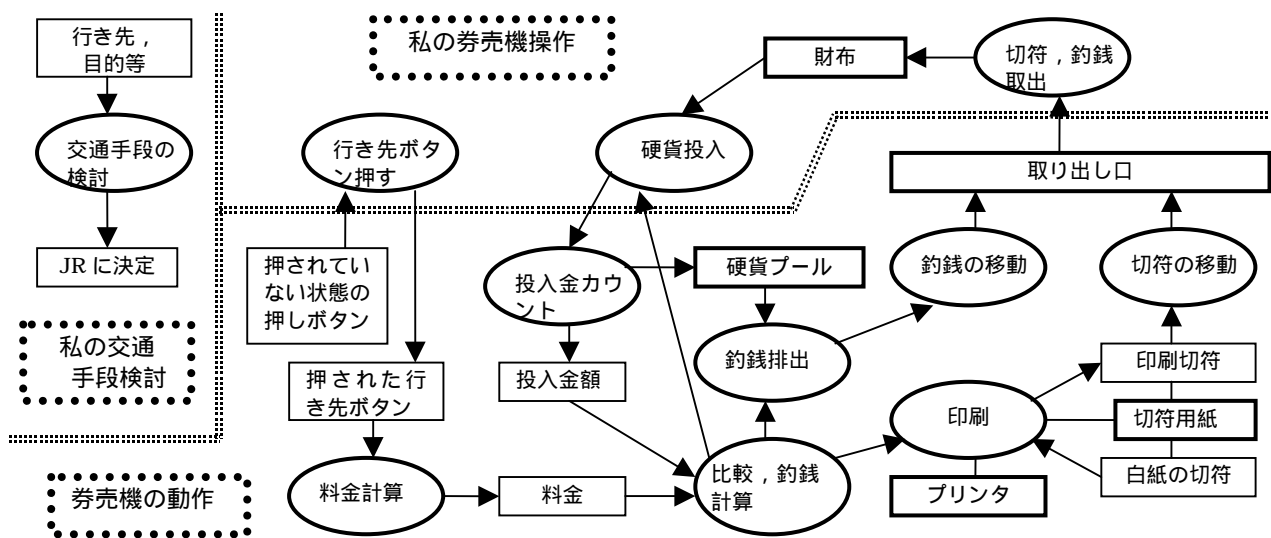 行き先，
目的等
交通手段の
検討
JRに決定
私の交通
手段検討
私の券売機操作
財布
切符，釣銭
取出
行き先ボタ
ン押す
硬貨投入
取り出し口
押されてい
ない状態の
押しボタン
投入金カウ
ント
硬貨プール
釣銭の移動
切符の移動
押された行
き先ボタン
投入金額
釣銭排出
印刷
印刷切符
切符用紙
白紙の切符
券売機の動作
料金計算
料金
比較，釣銭
計算
プリンタ